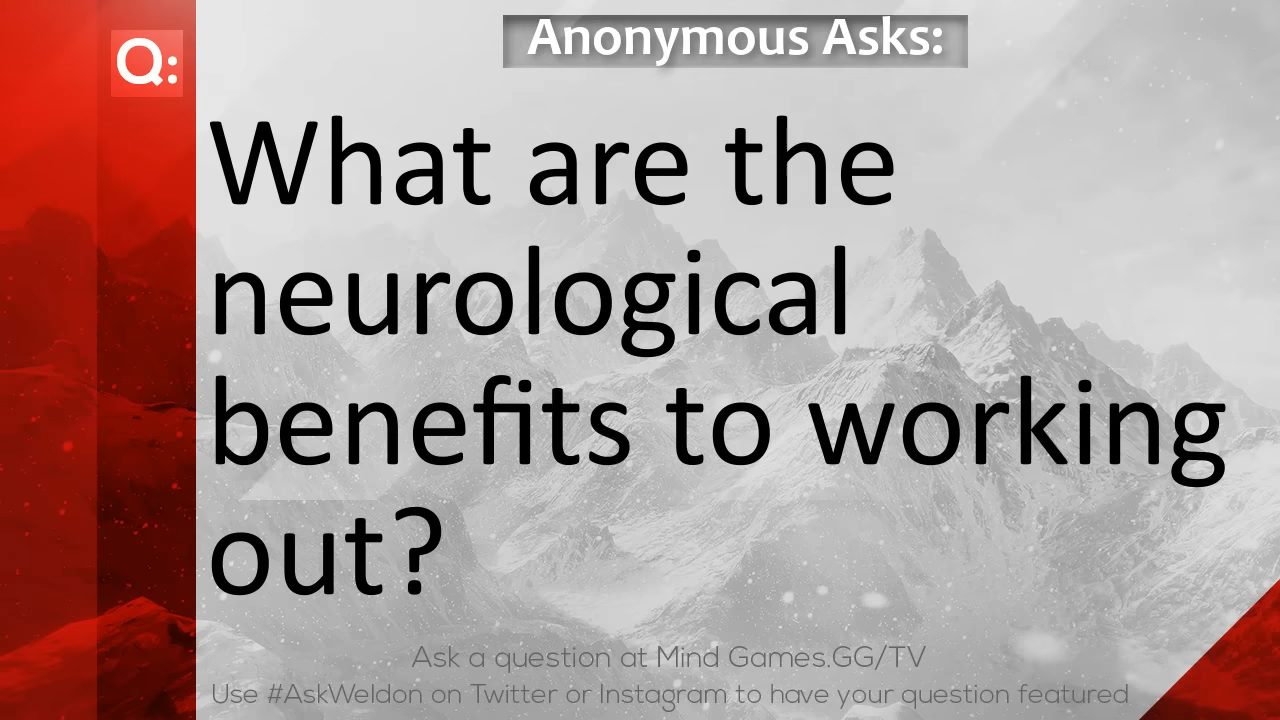 Anonymous Asks:
Q:
What are the
neurological
benefits to working
out?
Ask a question at Mind Games.GG/TV
Use #AskWeldon on Twitter or Instagram to have your question featured